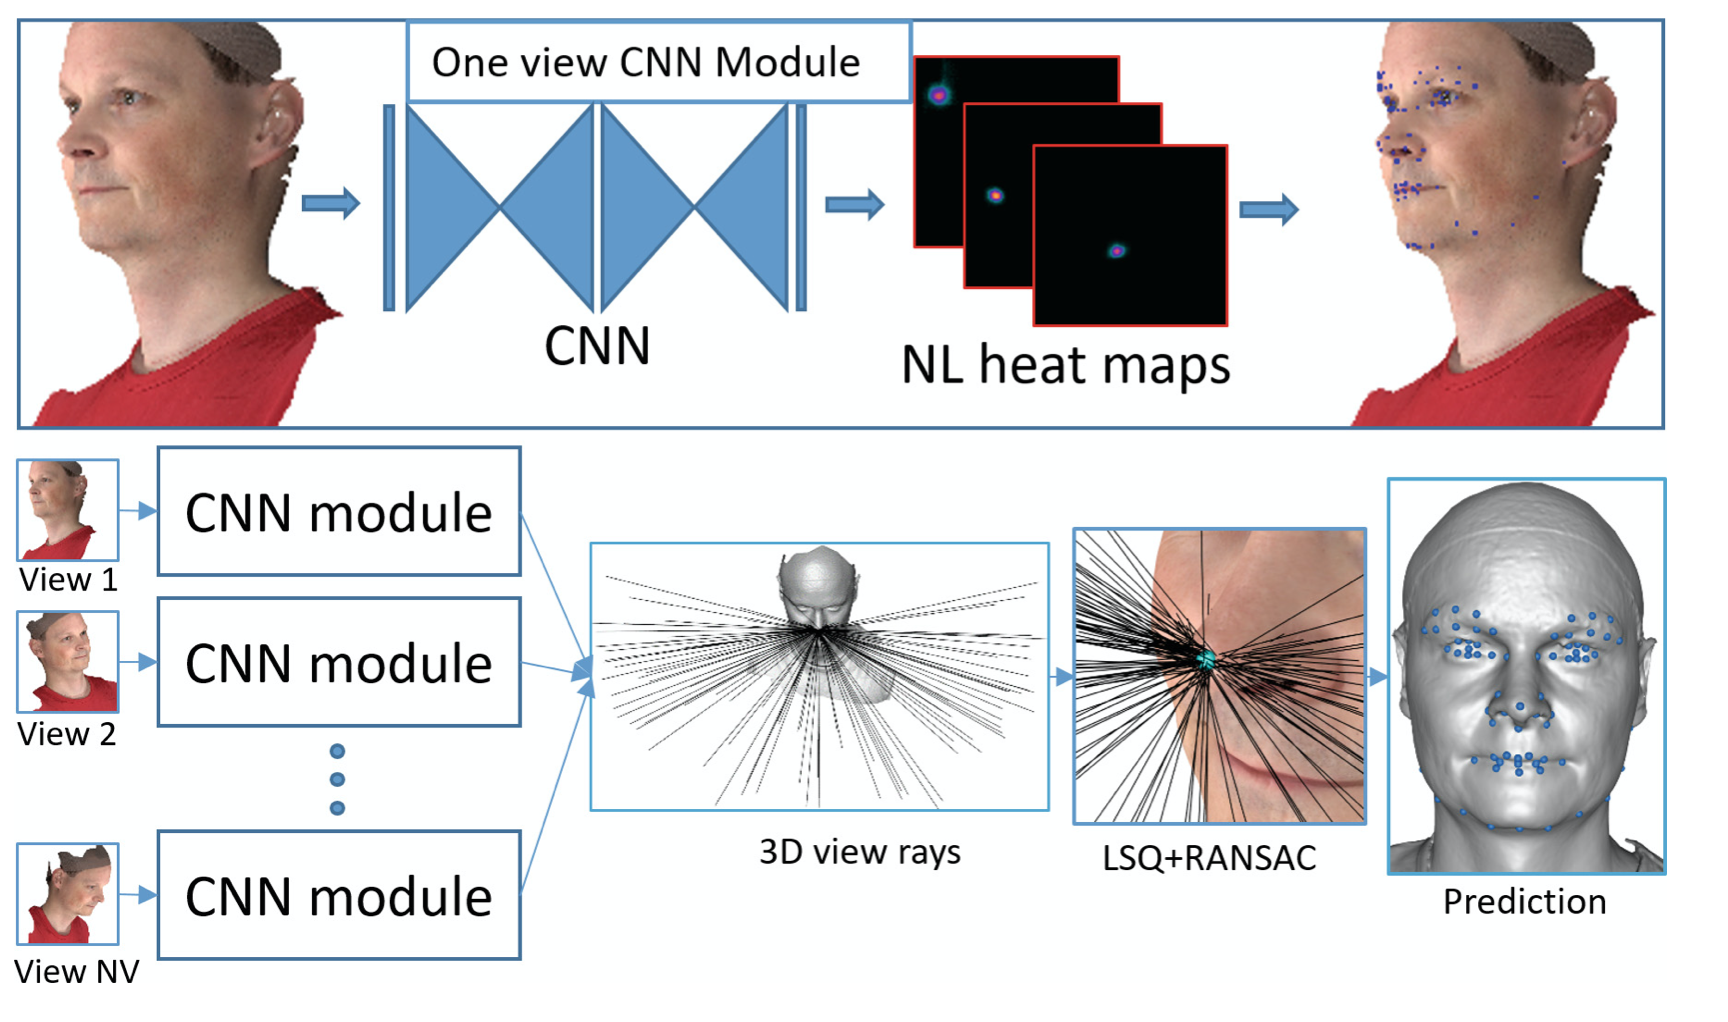 One view CNN Module
CNN
NL heat maps
View 1
CNN module
View 2
CNN module
View NV
CNN module
3D view rays
LSQ+RANSAC
Prediction